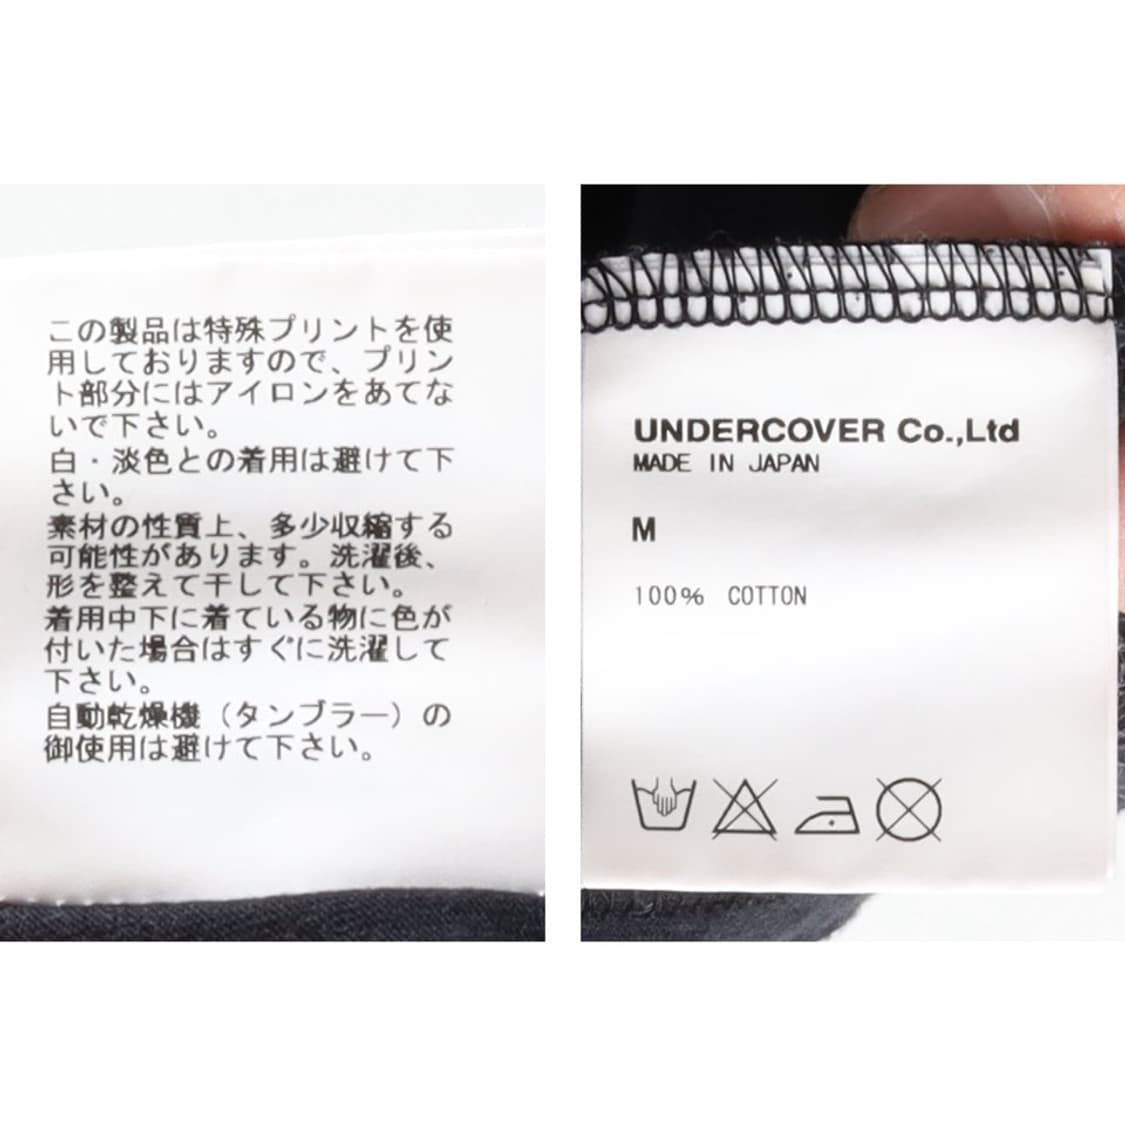 この製品は特殊プリントを使
用しておりますので、プリン
ト部分にはアイロンをあてな
いで下さい。
白・淡色との着用は避けて下
さい。
素材の性質上、多少収縮する
可能性があります。洗濯後、
形を整えて干して下さい。
着用中下に着ている物に色が
付いた場合はすぐに洗濯して
下さい。
自動乾燥機（タンブラー）の
御使用は避けて下さい。
UNDERCOVER Co.,Ltd
MADE IN JAPAN
M
100% COTTON